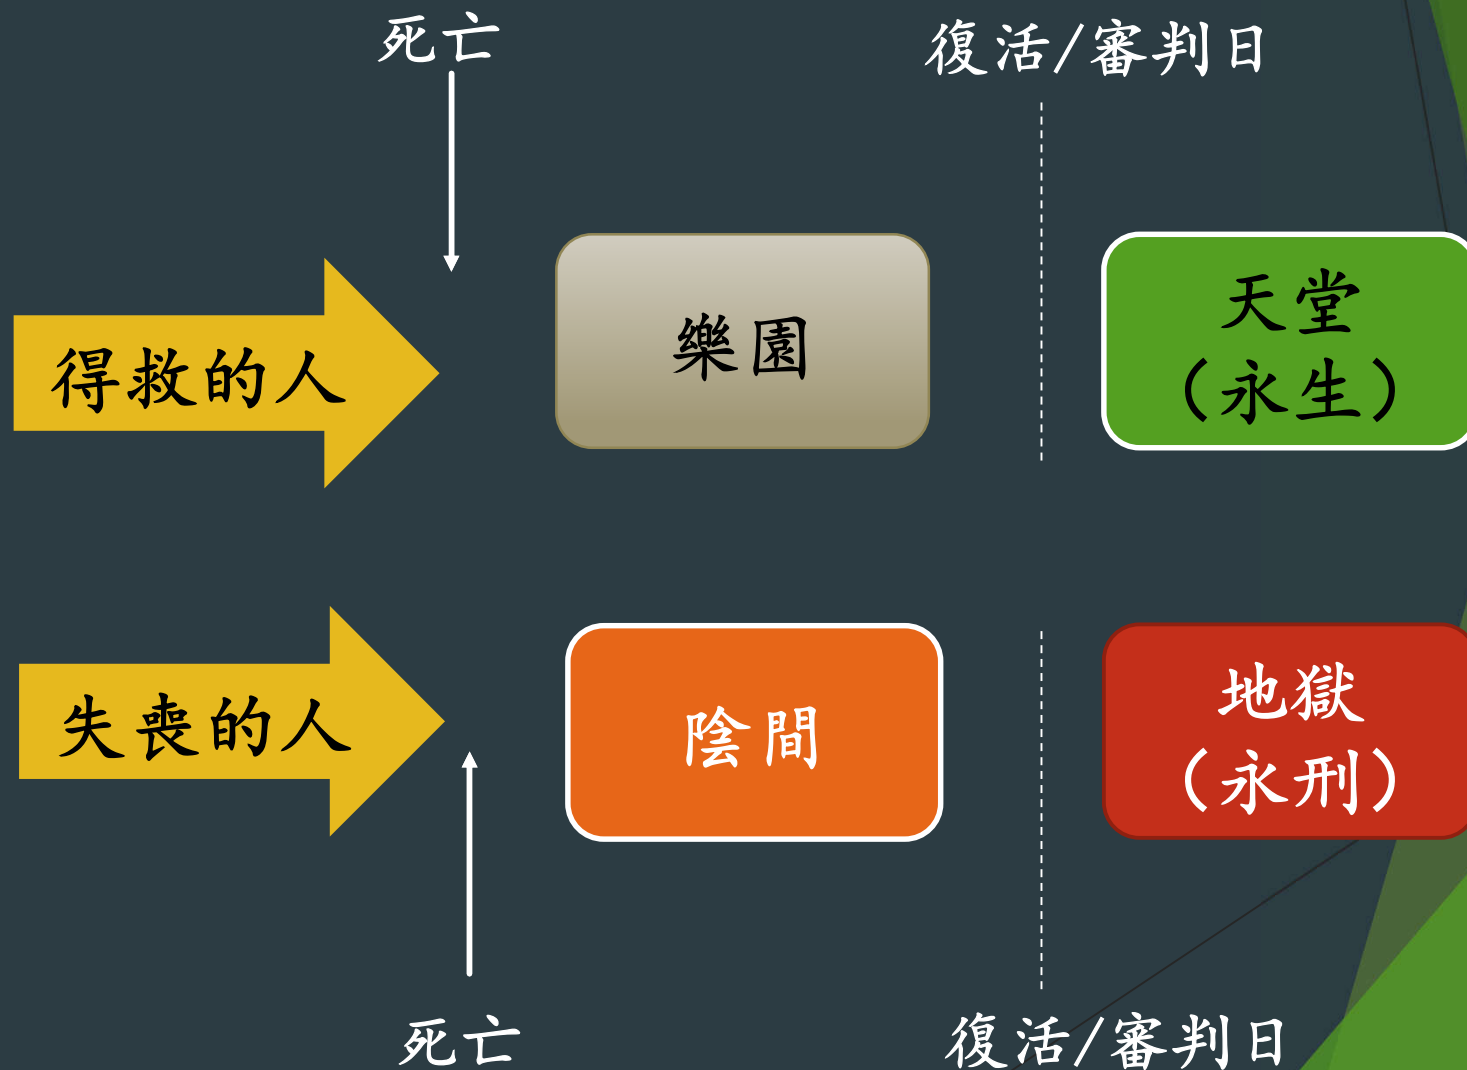 死亡
復活/審判日
得救的人
樂園
天堂
(永生)
失喪的人
陰間
地獄
(永刑)
死亡
復活/審判日